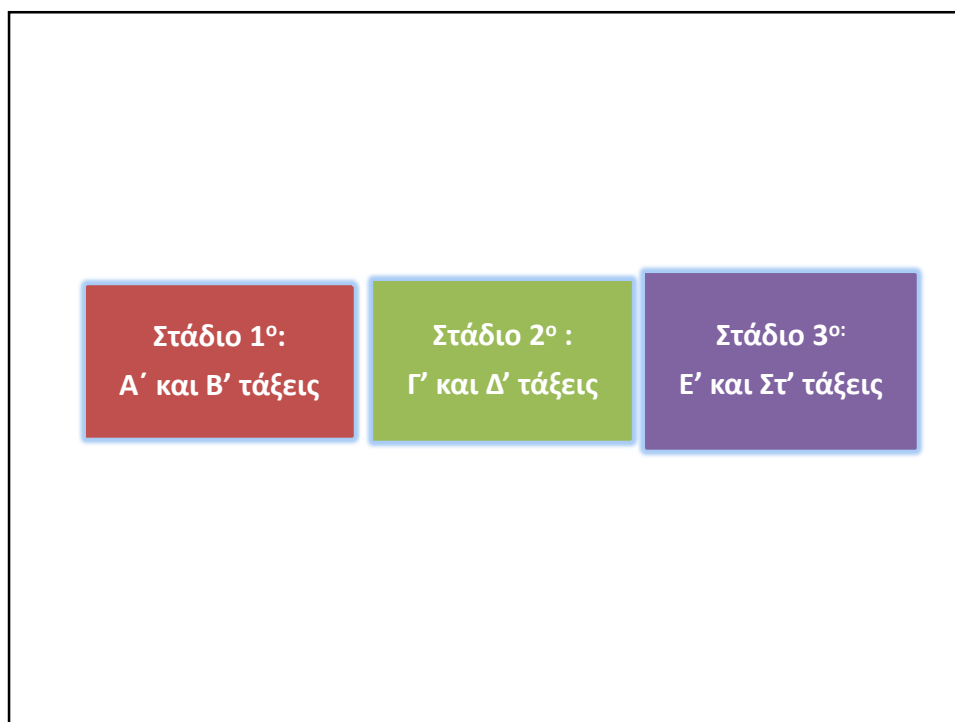 Στάδιο 1ο:
Α΄ και Β’ τάξεις
Στάδιο 2ο :
Γ’ και Δ’ τάξεις
Στάδιο 3ο:
Ε’ και Στ’ τάξεις